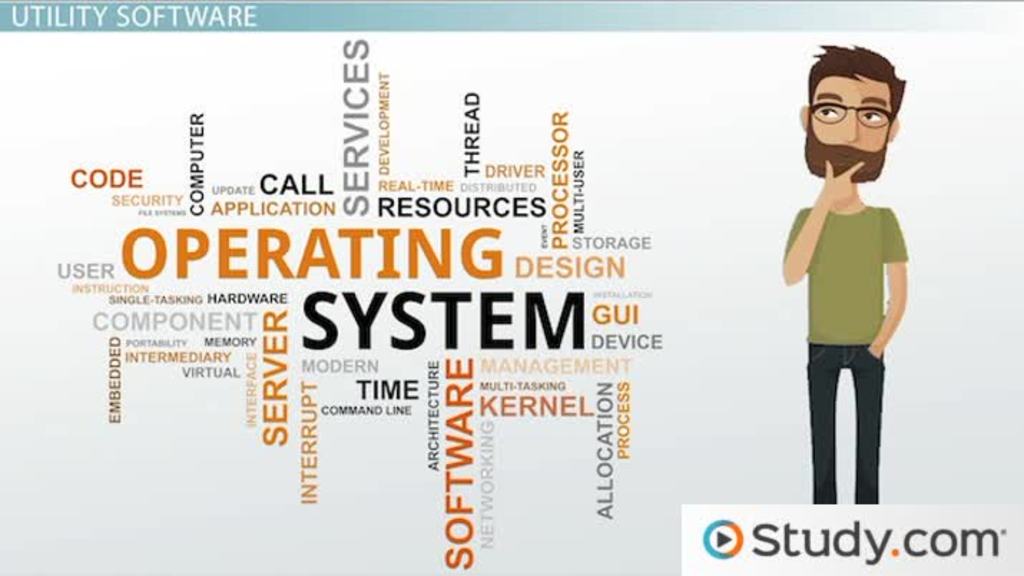 UTILITY SOFTWARE
SERVICES
DEVELOPMENT
THREAD
COMPUTER
PROCESSOR
MULTI-USER
CODE
SECURITY
FILE SYSTEMS
UPDATE
CALL
APPLICATION
REAL-TIME
DISTRIBUTED
DRIVER
RESOURCES
EVENT
STORAGE
OPERATING
DESIGN
USER
INSTRUCTION
SINGLE-TASKING
HARDWARE
SYSTEM
INSTALLATION
GUI
DEVICE
COMPONENT
PORTABILITY
MEMORY
INTERMEDIARY
VIRTUAL
EMBEDDED
INTERFACE
SERVER
INTERRUPT
MODERN
TIME
COMMAND LINE
ARCHITECTURE
SOFTWARE
NETWORKING
MANAGEMENT
MULTI-TASKING
KERNEL
ALLOCATION
PROCESS
Study.com